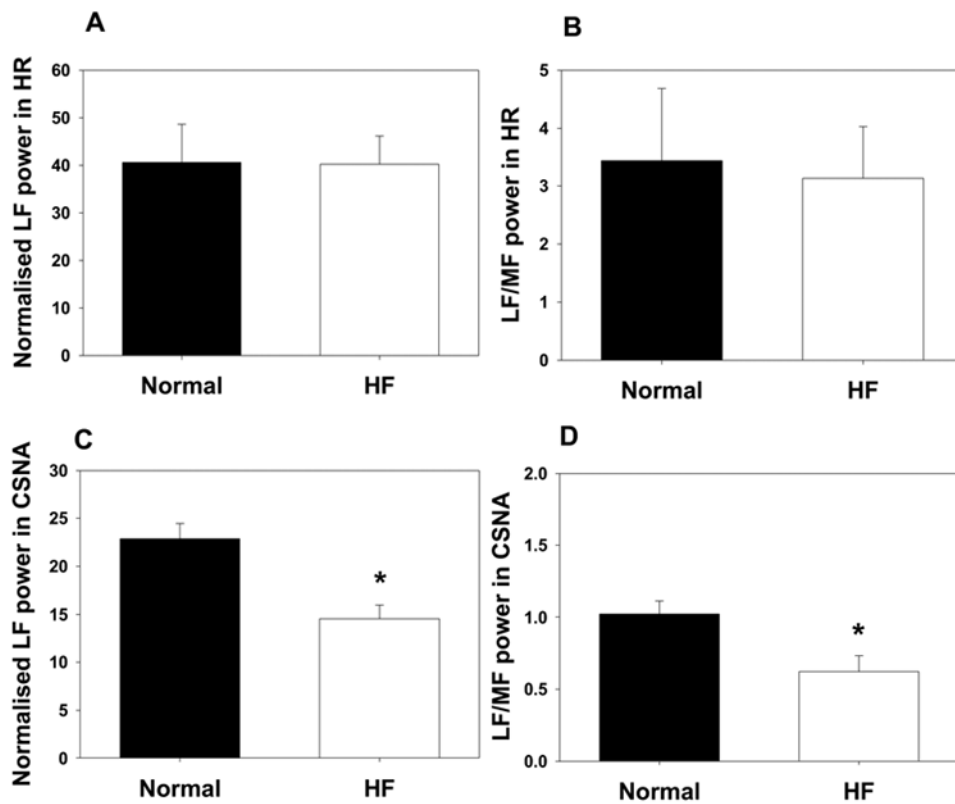 A
Normalised LF power in HR
60
50
40
30
20
10
0
Normal HF
B
LF/MF power in HR
5
4
3
2
1
0
Normal HF
C
Normalised LF power in CSNA
30
25
20
15
10
5
0
*
Normal HF
D
LF/MF power in CSNA
2.0
1.5
1.0
0.5
0.0
*
Normal HF